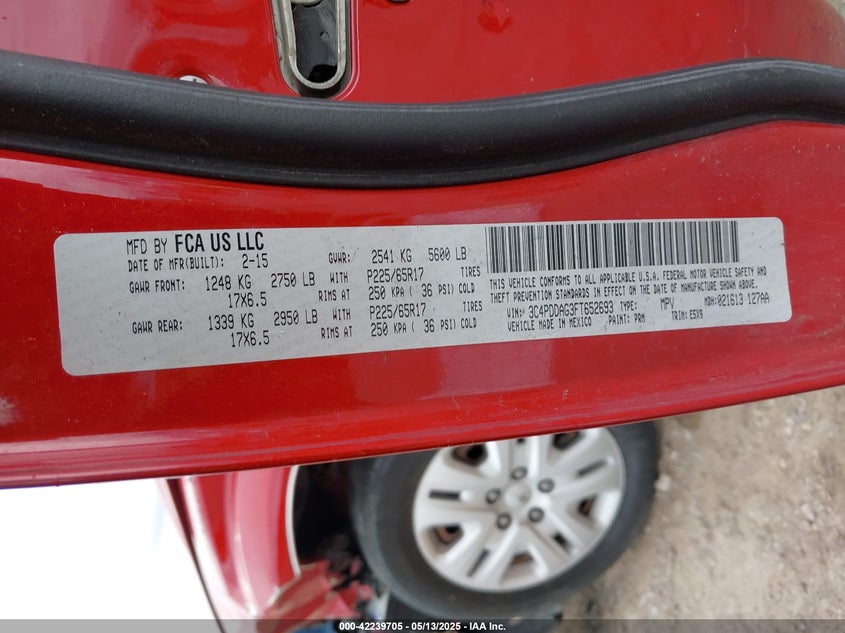 MFD BY FCA US LLC
DATE OF MFR(BUILT): 2-15 GVWR: 2541 KG 5600 LB
GAWR FRONT: 1248 KG 2750 LB WITH P225/65R17 TIRES
17X6.5 RIMS AT 250 KPA ( 36 PSI) COLD
GAWR REAR: 1339 KG 2950 LB WITH P225/65R17 TIRES
17X6.5 RIMS AT 250 KPA ( 36 PSI) COLD
THIS VEHICLE CONFORMS TO ALL APPLICABLE U.S.A. FEDERAL MOTOR VEHICLE SAFETY AND
THEFT PREVENTION STANDARDS IN EFFECT ON THE DATE OF MANUFACTURE SHOWN ABOVE.
VIN: 3C4PDDAG3FT652693 TYPE: MPV MDH:021613 127AA
VEHICLE MADE IN MEXICO PAINT: PRM TRIM: E5X9
000-42239705 - 05/13/2025 - IAA Inc.